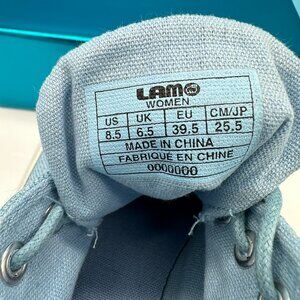 LAMO
WOMEN
US UK EU CM/JP
8.5 6.5 39.5 25.5
MADE IN CHINA
FABRIQUÉ EN CHINE
0000000